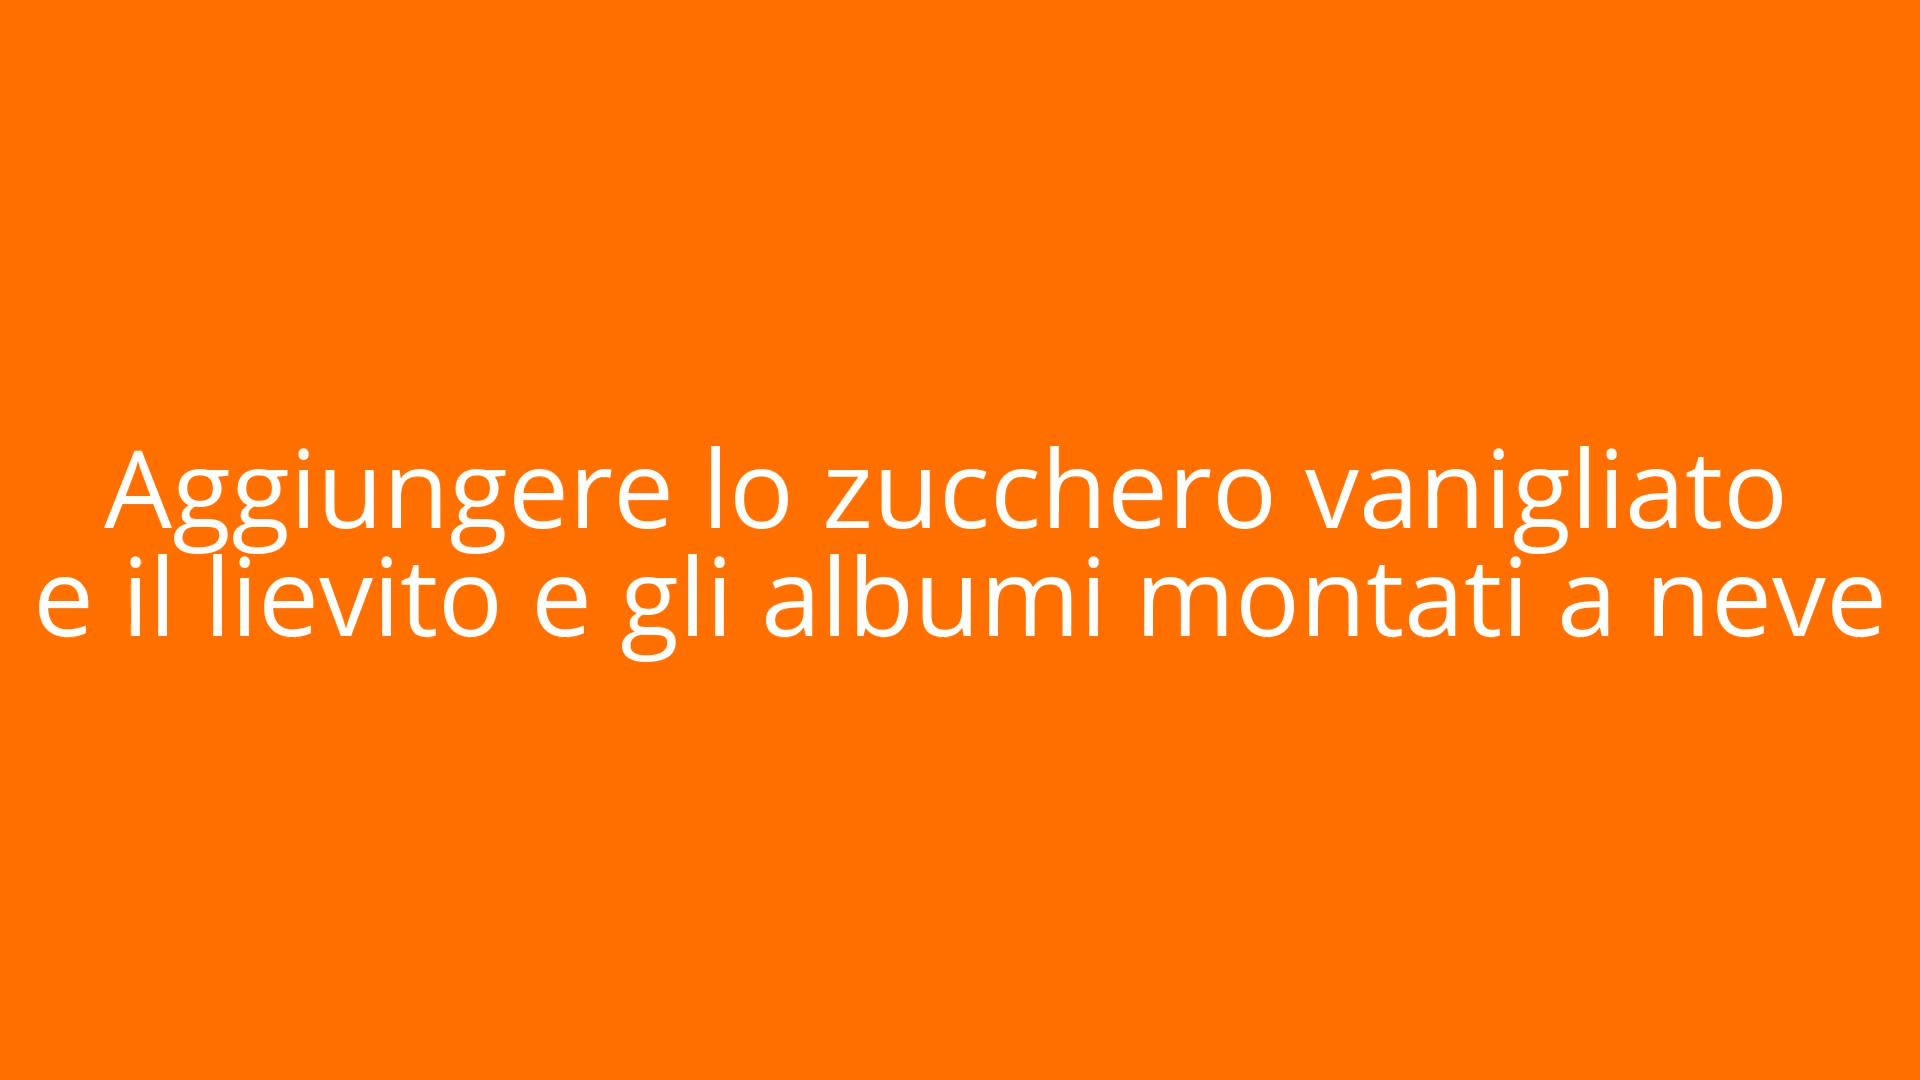 Aggiungere lo zucchero vanigliato
e il lievito e gli albumi montati a neve